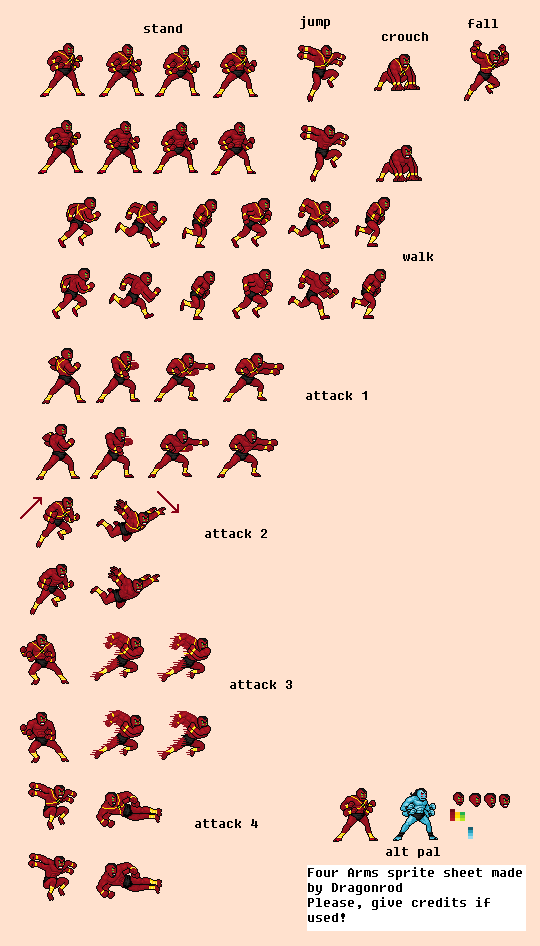 stand
jump
crouch
fall
walk
attack 1
attack 2
attack 3
attack 4
alt pal
Four Arms sprite sheet made
by Dragonrod
Please, give credits if
used!